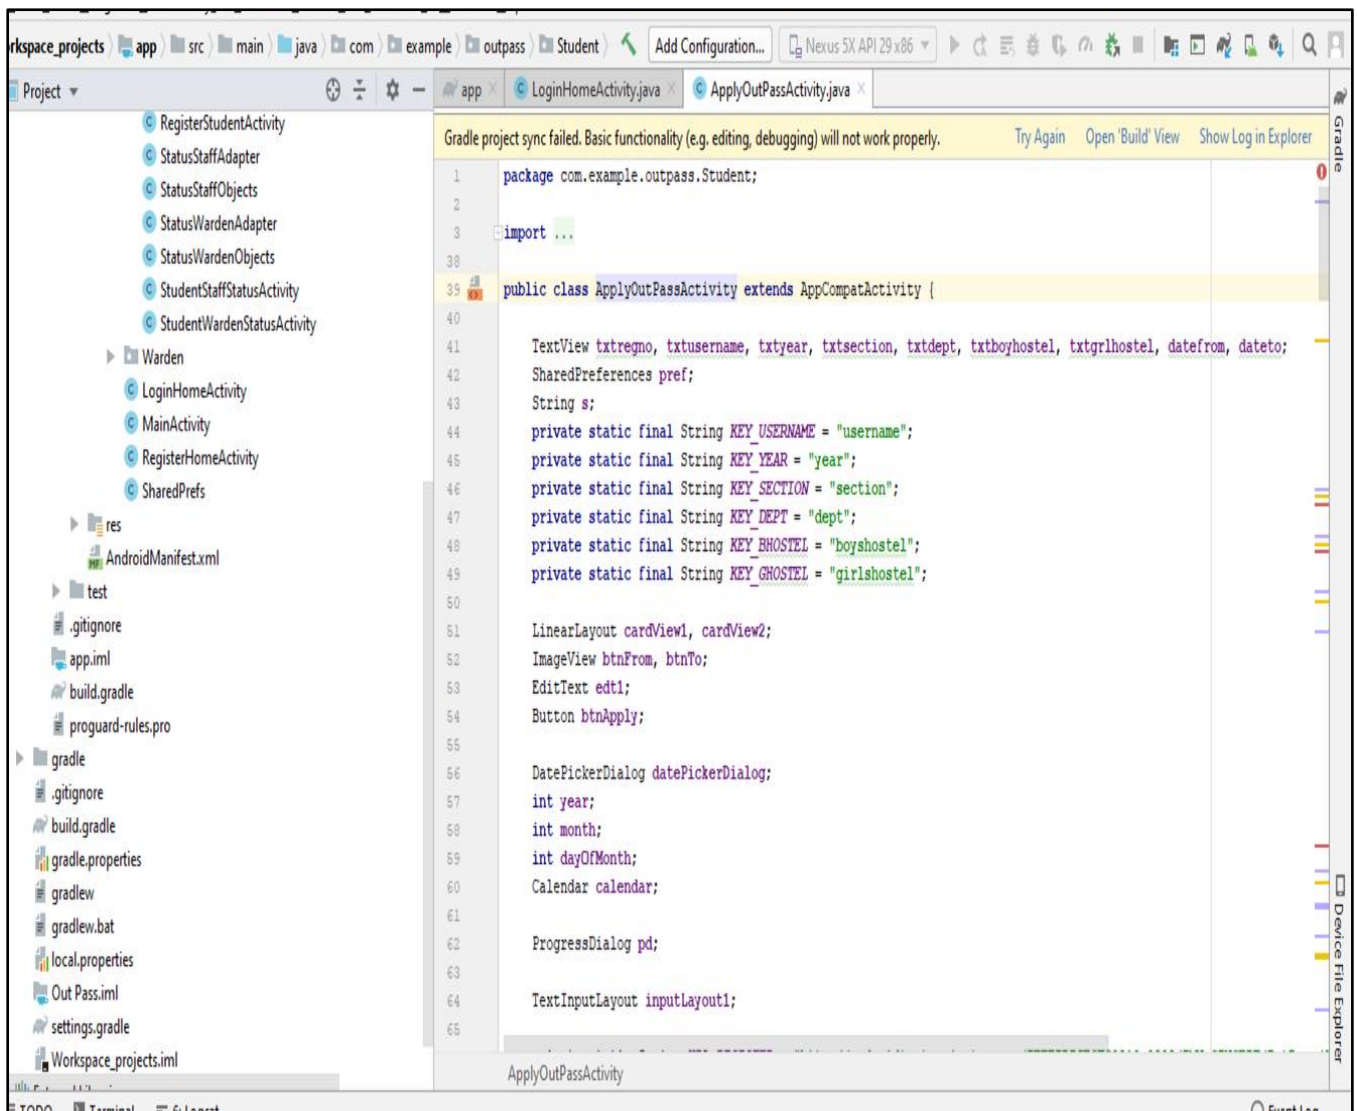 rkspace_projects app src main java com example outpass Student Add Configuration... Nexus 5X API 29 x86
Project
app LoginHomeActivity.java ApplyOutPassActivity.java
Gradle project sync failed. Basic functionality (e.g. editing, debugging) will not work properly. Try Again Open 'Build' View Show Log in Explorer
RegisterStudentActivity
StatusStaffAdapter
StatusStaffObjects
StatusWardenAdapter
StatusWardenObjects
StudentStaffStatusActivity
StudentWardenStatusActivity
Warden
LoginHomeActivity
MainActivity
RegisterHomeActivity
SharedPrefs
res
AndroidManifest.xml
test
.gitignore
app.iml
build.gradle
proguard-rules.pro
gradle
.gitignore
build.gradle
gradle.properties
gradlew
gradlew.bat
local.properties
Out Pass.iml
settings.gradle
Workspace_projects.iml
1 package com.example.outpass.Student;
2
3 import ...
38
39 public class ApplyOutPassActivity extends AppCompatActivity {
40
41 TextView txtregno, txtusername, txtyear, txtsection, txtdept, txtboyhostel, txtgrlhostel, datefrom, dateto;
42 SharedPreferences pref;
43 String s;
44 private static final String KEY_USERNAME = "username";
45 private static final String KEY_YEAR = "year";
46 private static final String KEY_SECTION = "section";
47 private static final String KEY_DEPT = "dept";
48 private static final String KEY_BHOSTEL = "boyshostel";
49 private static final String KEY_GHOSTEL = "girlshostel";
50
51 LinearLayout cardView1, cardView2;
52 ImageView btnFrom, btnTo;
53 EditText edt1;
54 Button btnApply;
55
56 DatePickerDialog datePickerDialog;
57 int year;
58 int month;
59 int dayOfMonth;
60 Calendar calendar;
61
62 ProgressDialog pd;
63
64 TextInputLayout inputLayout1;
65
ApplyOutPassActivity
Gradle
Device File Explorer
TODO Terminal 6: Logcat Event Log